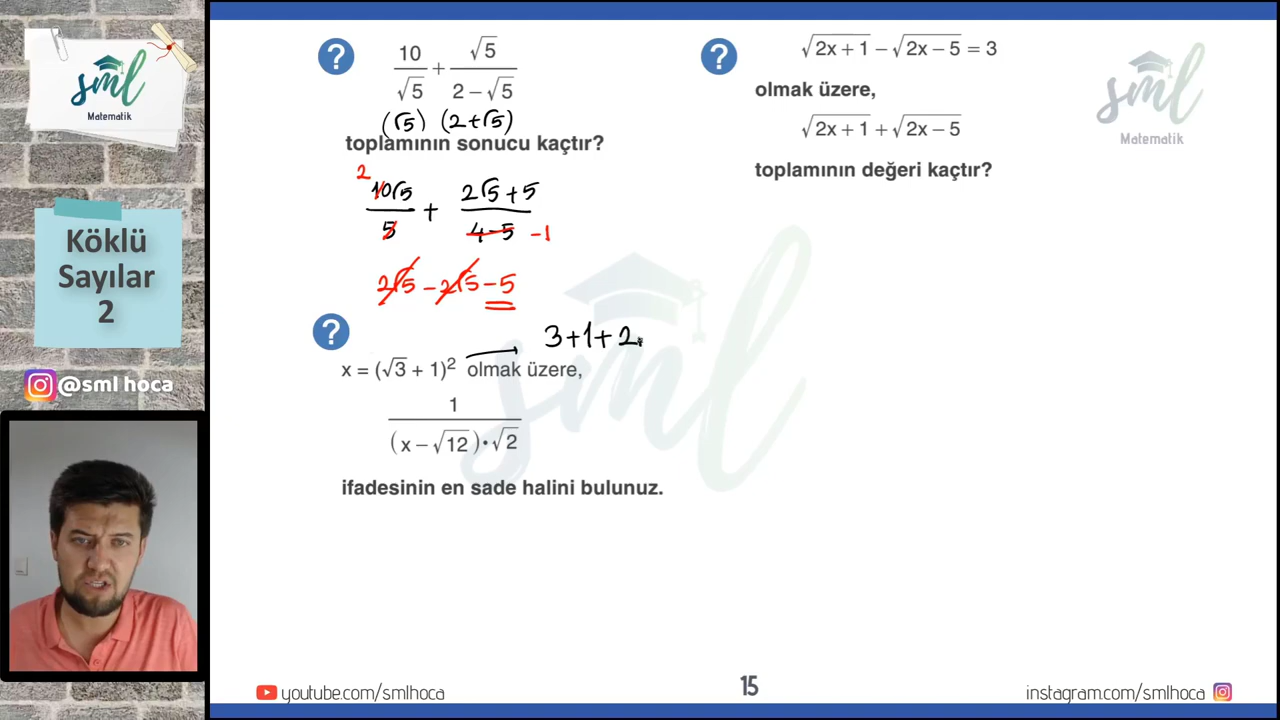 sml
Matematik
Köklü
Sayılar
2
@sml hoca
10/√5 + √5/(2 − √5)
(√5) (2+√5)
toplamının sonucu kaçtır?
2
10√5/5 + (2√5+5)/(4-5) -1
2√5 - 2√5 - 5
3+1+2
x = (√3 + 1)² olmak üzere,
1/((x − √12)·√2)
ifadesinin en sade halini bulunuz.
√(2x + 1) − √(2x − 5) = 3
olmak üzere,
√(2x + 1) + √(2x − 5)
toplamının değeri kaçtır?
sml
Matematik
sml
youtube.com/smlhoca
15
instagram.com/smlhoca